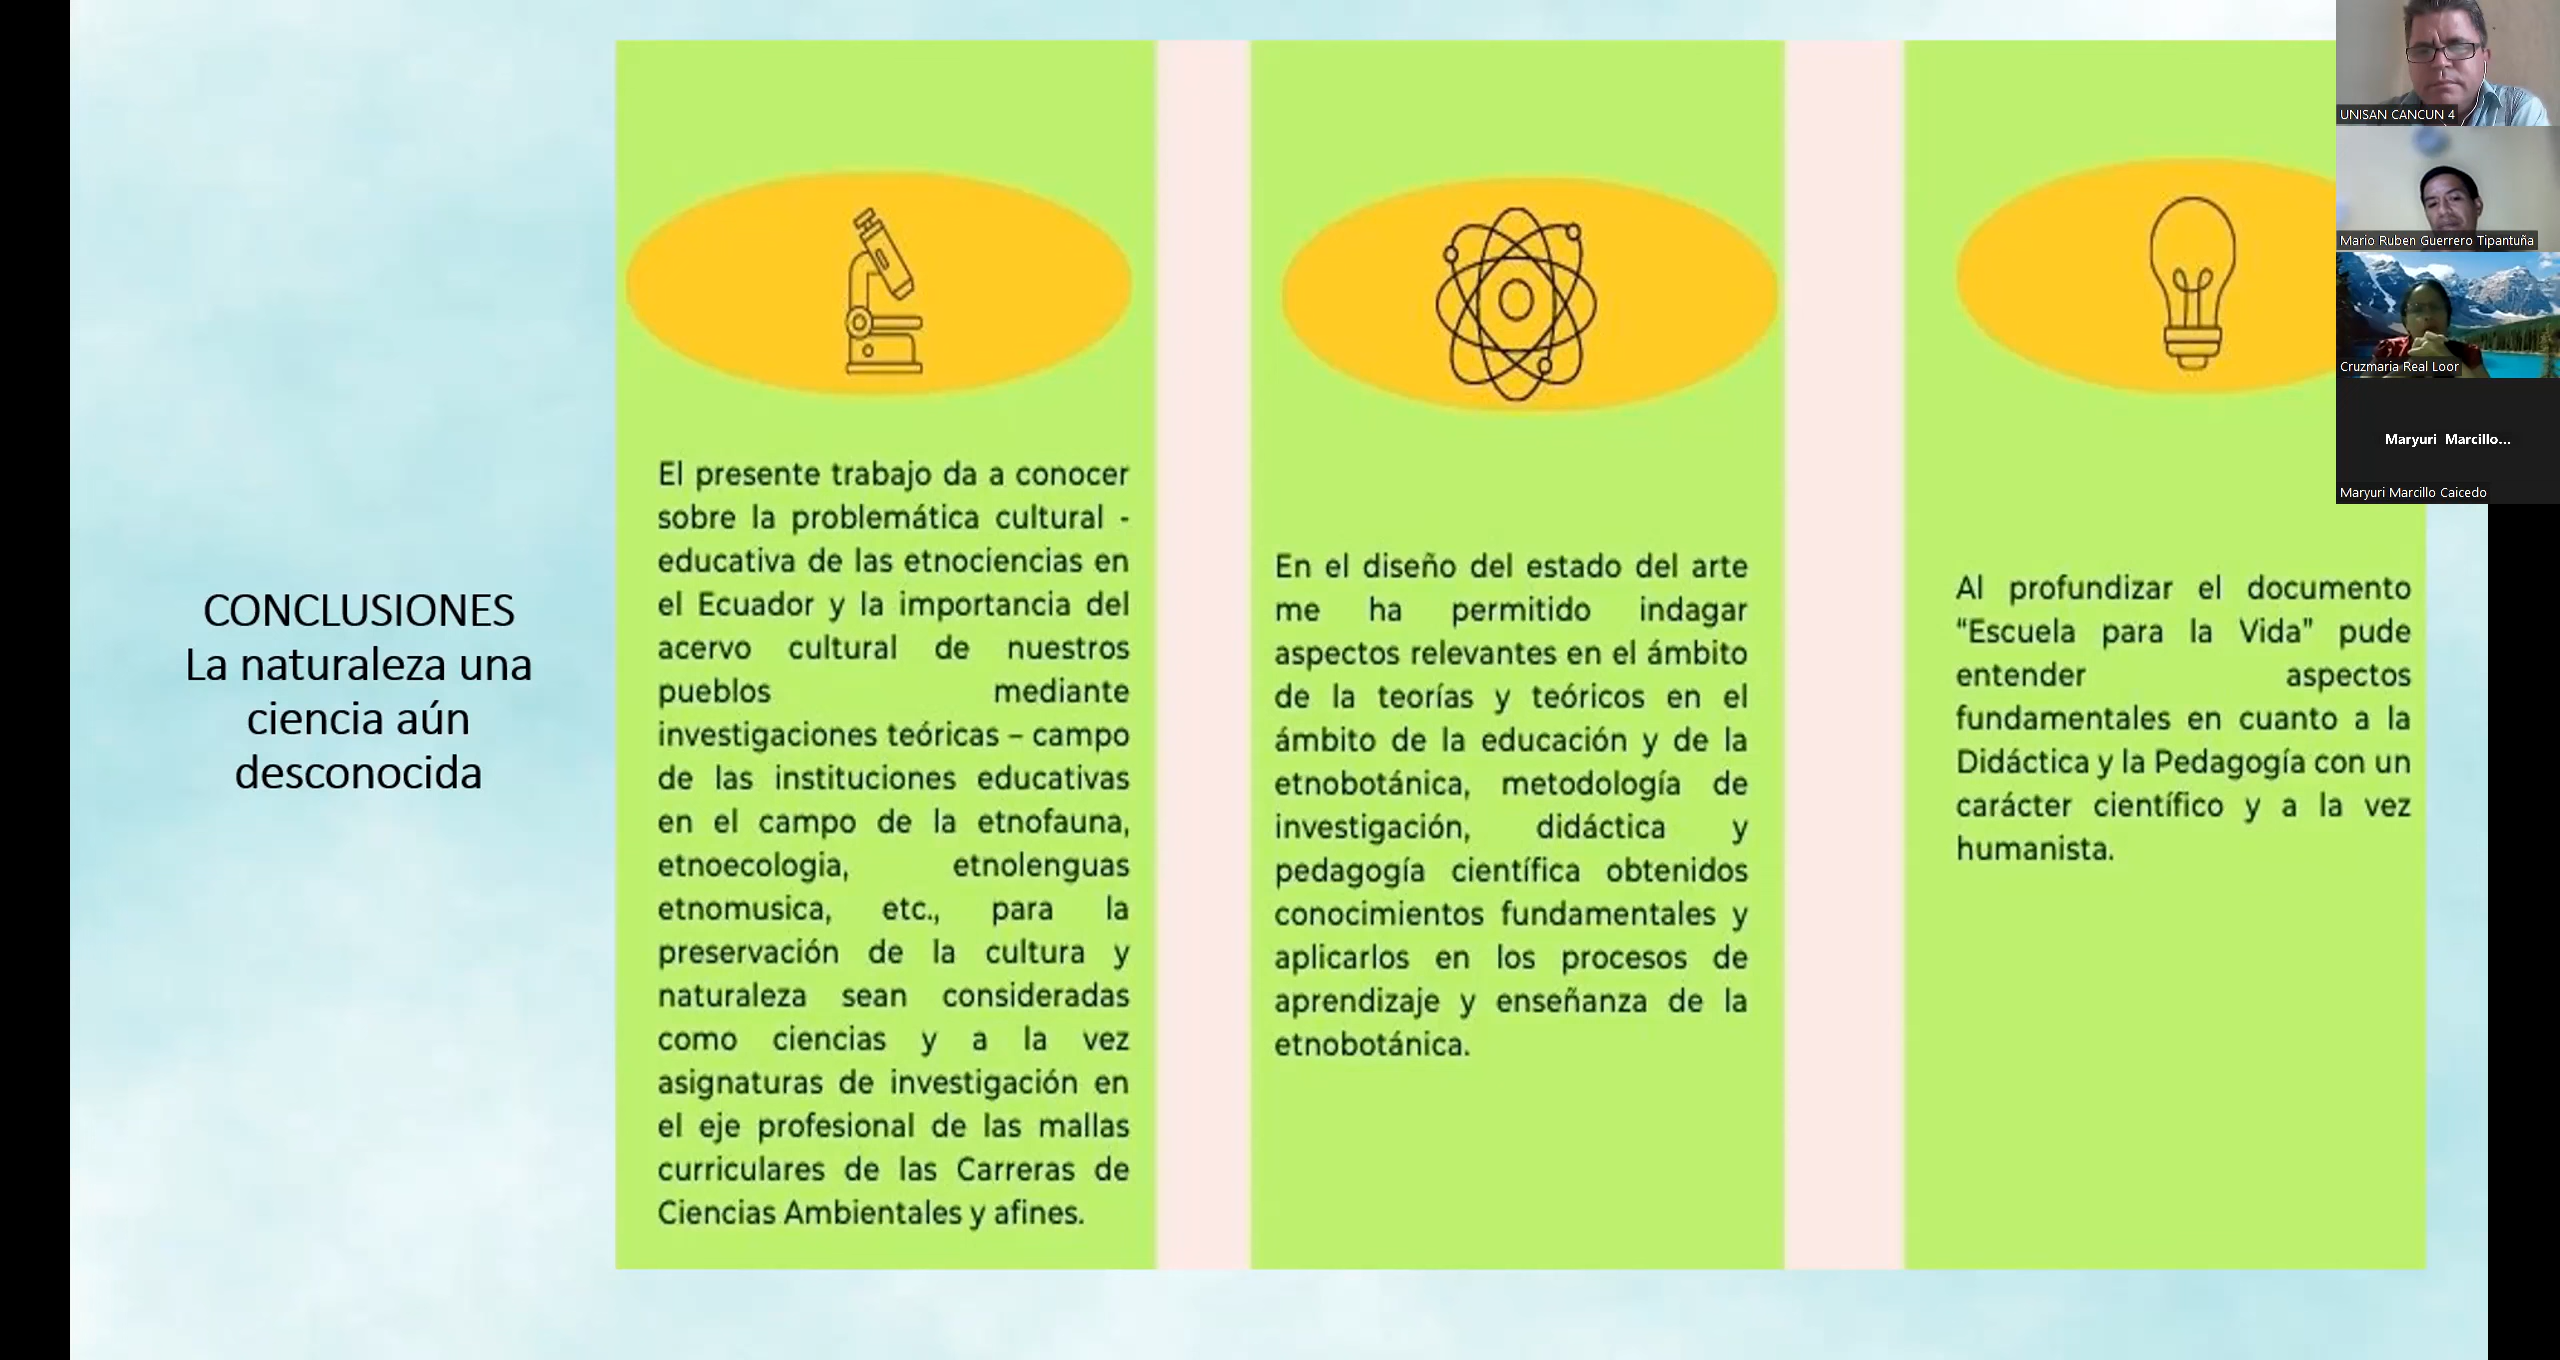 CONCLUSIONES
La naturaleza una
ciencia aún
desconocida
El presente trabajo da a conocer
sobre la problemática cultural -
educativa de las etnociencias en
el Ecuador y la importancia del
acervo cultural de nuestros
pueblos mediante
investigaciones teóricas – campo
de las instituciones educativas
en el campo de la etnofauna,
etnoecologia, etnolenguas
etnomusica, etc., para la
preservación de la cultura y
naturaleza sean consideradas
como ciencias y a la vez
asignaturas de investigación en
el eje profesional de las mallas
curriculares de las Carreras de
Ciencias Ambientales y afines.
En el diseño del estado del arte
me ha permitido indagar
aspectos relevantes en el ámbito
de la teorías y teóricos en el
ámbito de la educación y de la
etnobotánica, metodología de
investigación, didáctica y
pedagogía científica obtenidos
conocimientos fundamentales y
aplicarlos en los procesos de
aprendizaje y enseñanza de la
etnobotánica.
Al profundizar el documento
“Escuela para la Vida” pude
entender aspectos
fundamentales en cuanto a la
Didáctica y la Pedagogía con un
carácter científico y a la vez
humanista.
UNISAN CANCUN 4
Mario Ruben Guerrero Tipantuña
Cruzmaria Real Loor
Maryuri Marcillo...
Maryuri Marcillo Caicedo